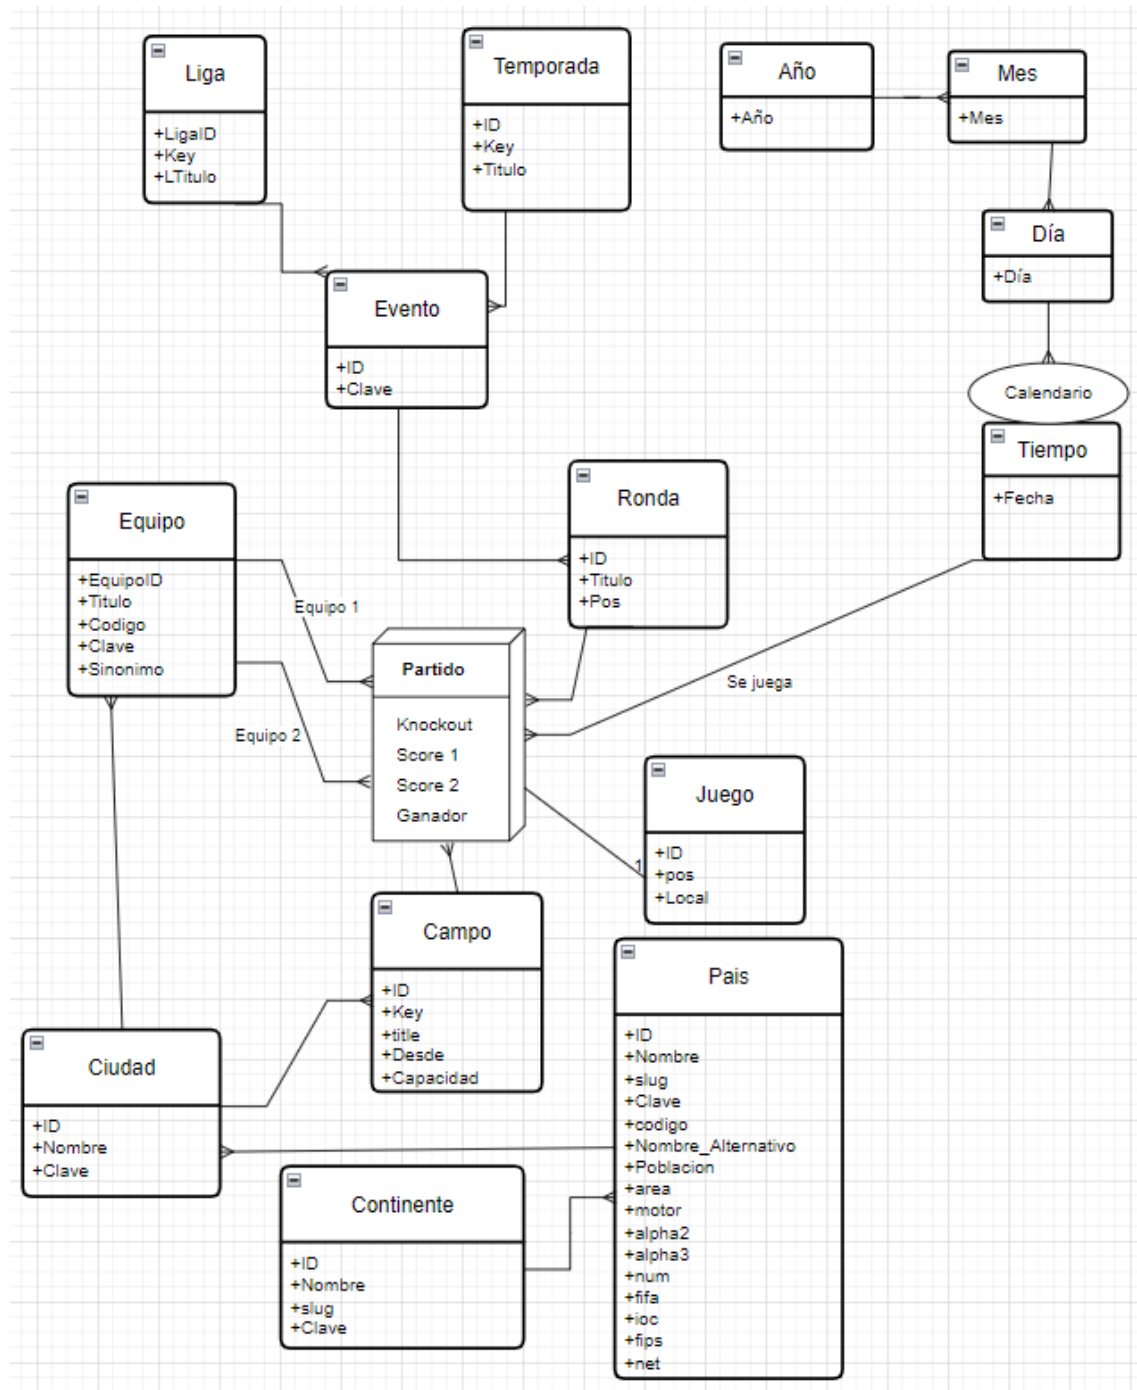 Liga
+LigaID
+Key
+LTitulo
Temporada
+ID
+Key
+Titulo
Año
+Año
Mes
+Mes
Día
+Día
Evento
+ID
+Clave
Calendario
Tiempo
+Fecha
Ronda
+ID
+Titulo
+Pos
Equipo
+EquipoID
+Titulo
+Codigo
+Clave
+Sinonimo
Equipo 1
Equipo 2
Partido
Knockout
Score 1
Score 2
Ganador
Se juega
1
Juego
+ID
+pos
+Local
Campo
+ID
+Key
+title
+Desde
+Capacidad
Pais
+ID
+Nombre
+slug
+Clave
+codigo
+Nombre_Alternativo
+Poblacion
+area
+motor
+alpha2
+alpha3
+num
+fifa
+ioc
+fips
+net
Ciudad
+ID
+Nombre
+Clave
Continente
+ID
+Nombre
+slug
+Clave